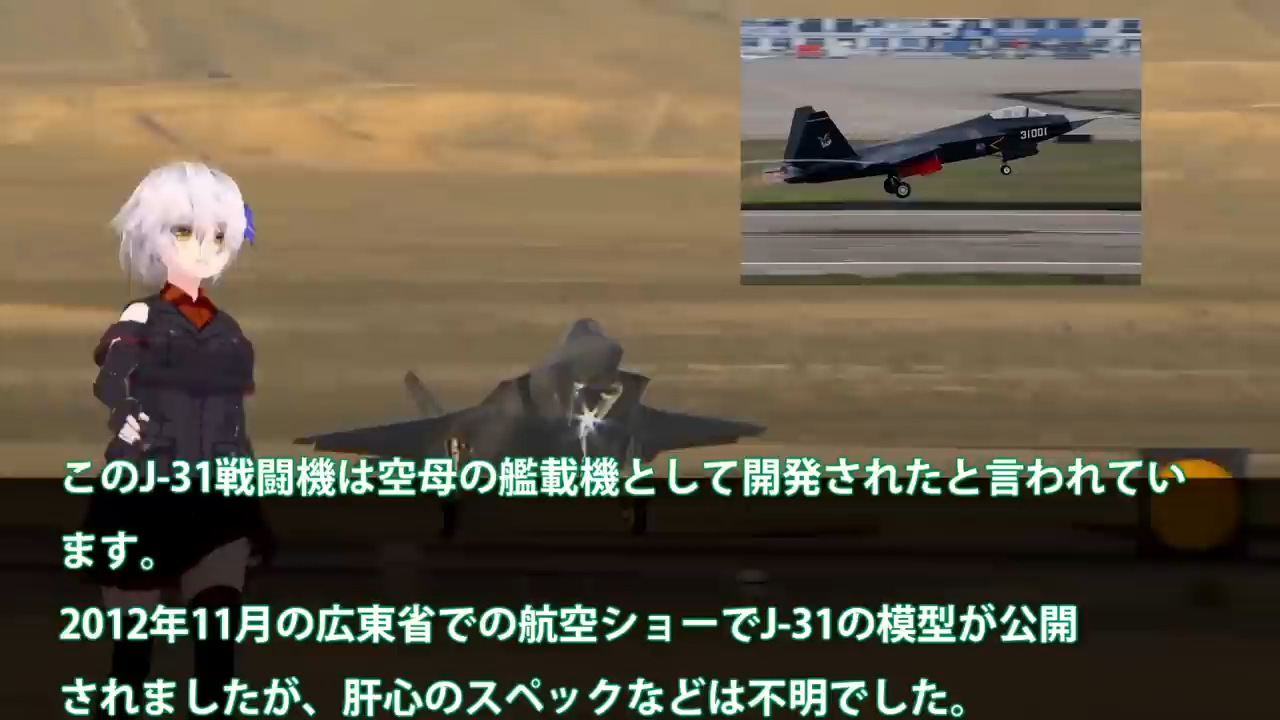 31001
このJ-31戦闘機は空母の艦載機として開発されたと言われてい
ます。
2012年11月の広東省での航空ショーでJ-31の模型が公開
されましたが、肝心のスペックなどは不明でした。